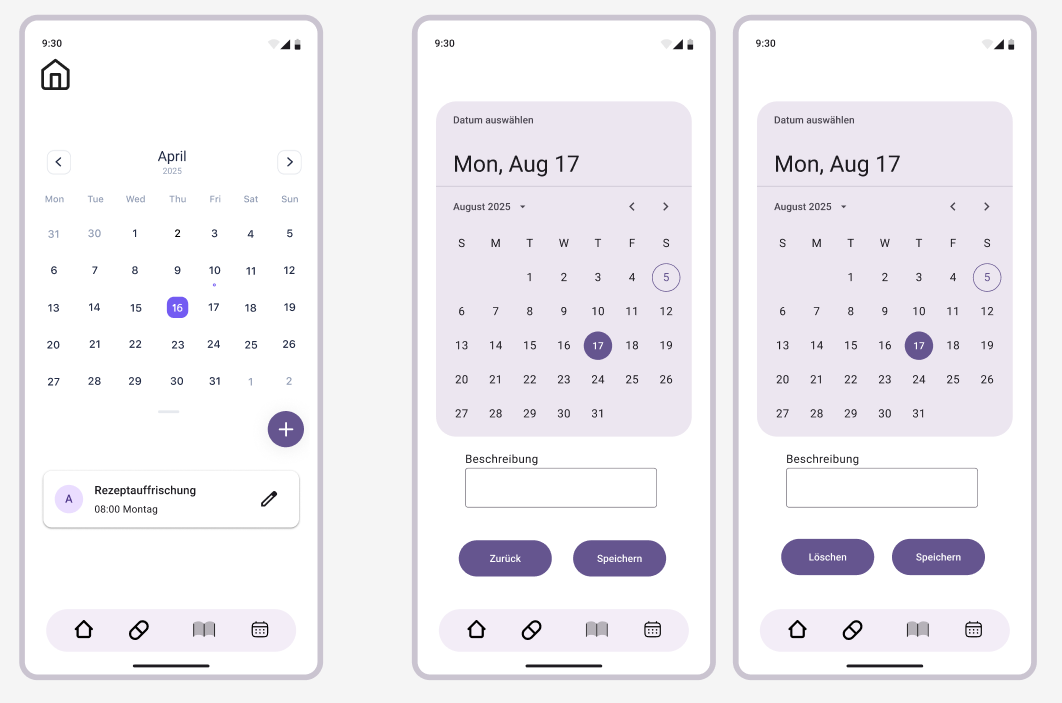 9:30
April
2025
Mon Tue Wed Thu Fri Sat Sun
31 30 1 2 3 4 5
6 7 8 9 10 11 12
13 14 15 16 17 18 19
20 21 22 23 24 25 26
27 28 29 30 31 1 2
A
Rezeptauffrischung
08:00 Montag
9:30
Datum auswählen
Mon, Aug 17
August 2025
S M T W T F S
1 2 3 4 5
6 7 8 9 10 11 12
13 14 15 16 17 18 19
20 21 22 23 24 25 26
27 28 29 30 31
Beschreibung
Zurück Speichern
9:30
Datum auswählen
Mon, Aug 17
August 2025
S M T W T F S
1 2 3 4 5
6 7 8 9 10 11 12
13 14 15 16 17 18 19
20 21 22 23 24 25 26
27 28 29 30 31
Beschreibung
Löschen Speichern